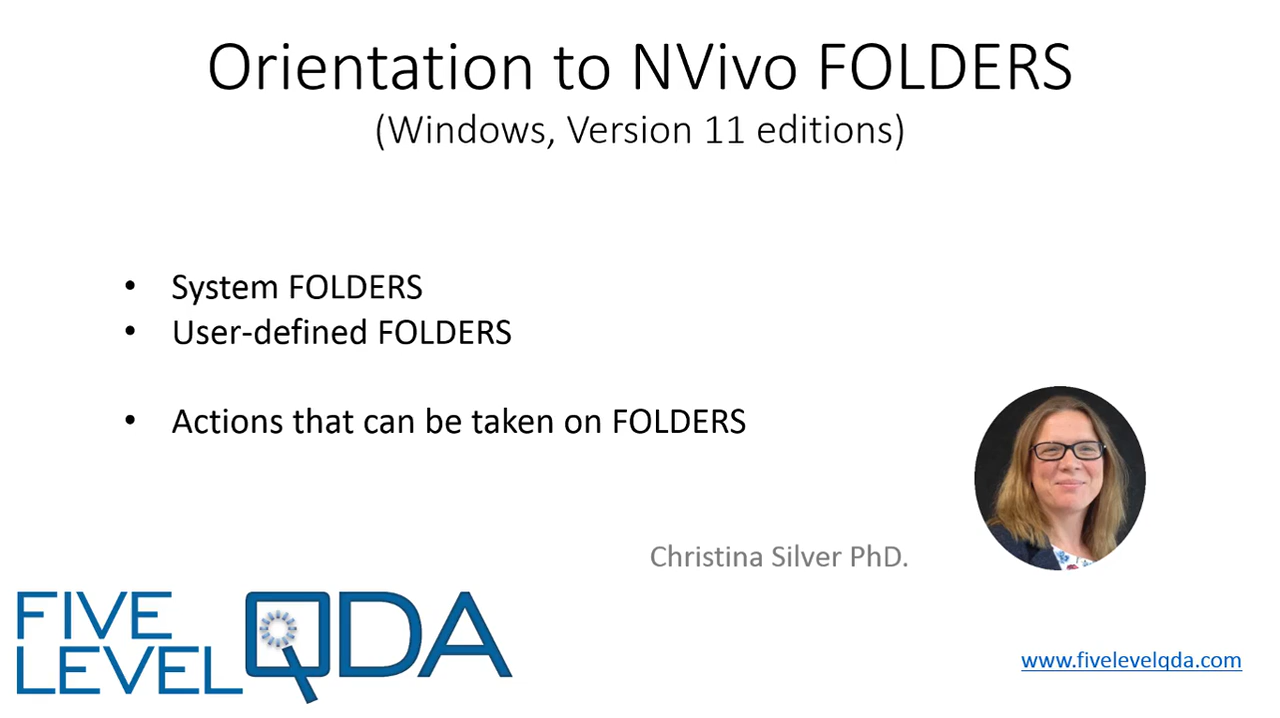 Orientation to NVivo FOLDERS
(Windows, Version 11 editions)
• System FOLDERS
• User-defined FOLDERS
• Actions that can be taken on FOLDERS
Christina Silver PhD.
FIVE
LEVEL
QDA
www.fivelevelqda.com